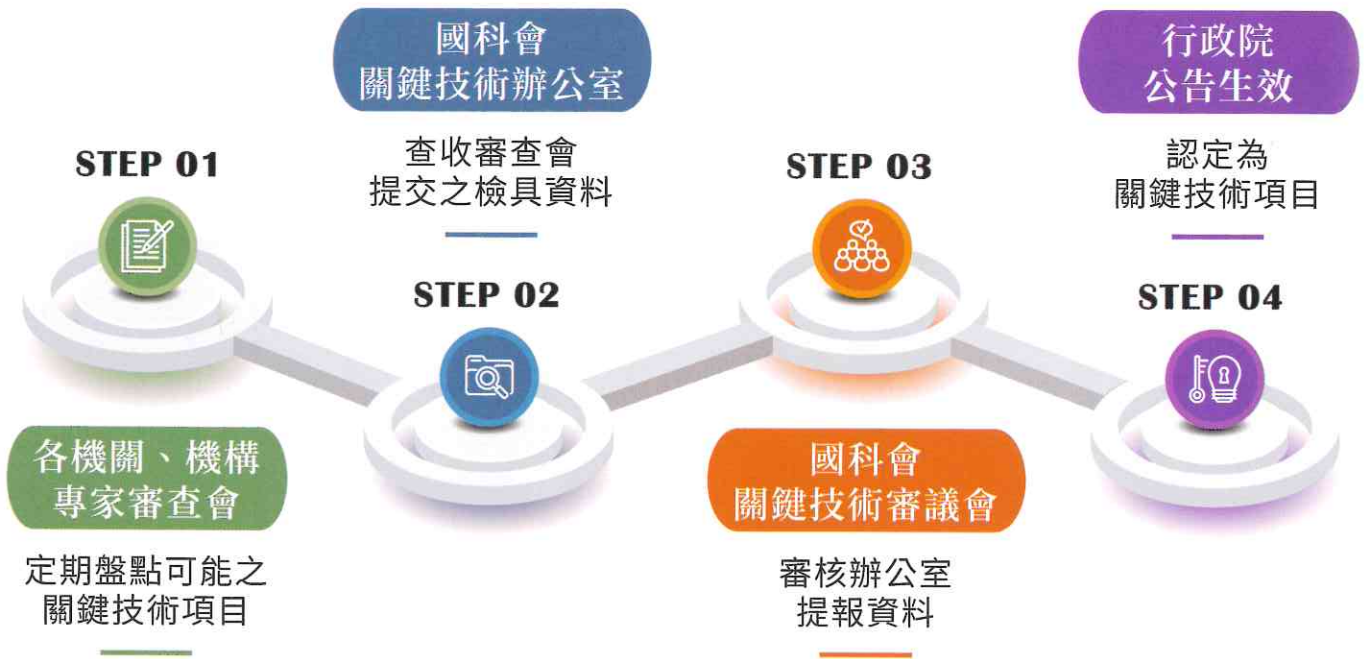 STEP 01
各機關、機構
專家審查會
定期盤點可能之
關鍵技術項目
國科會
關鍵技術辦公室
查收審查會
提交之檢具資料
STEP 02
STEP 03
國科會
關鍵技術審議會
審核辦公室
提報資料
行政院
公告生效
認定為
關鍵技術項目
STEP 04